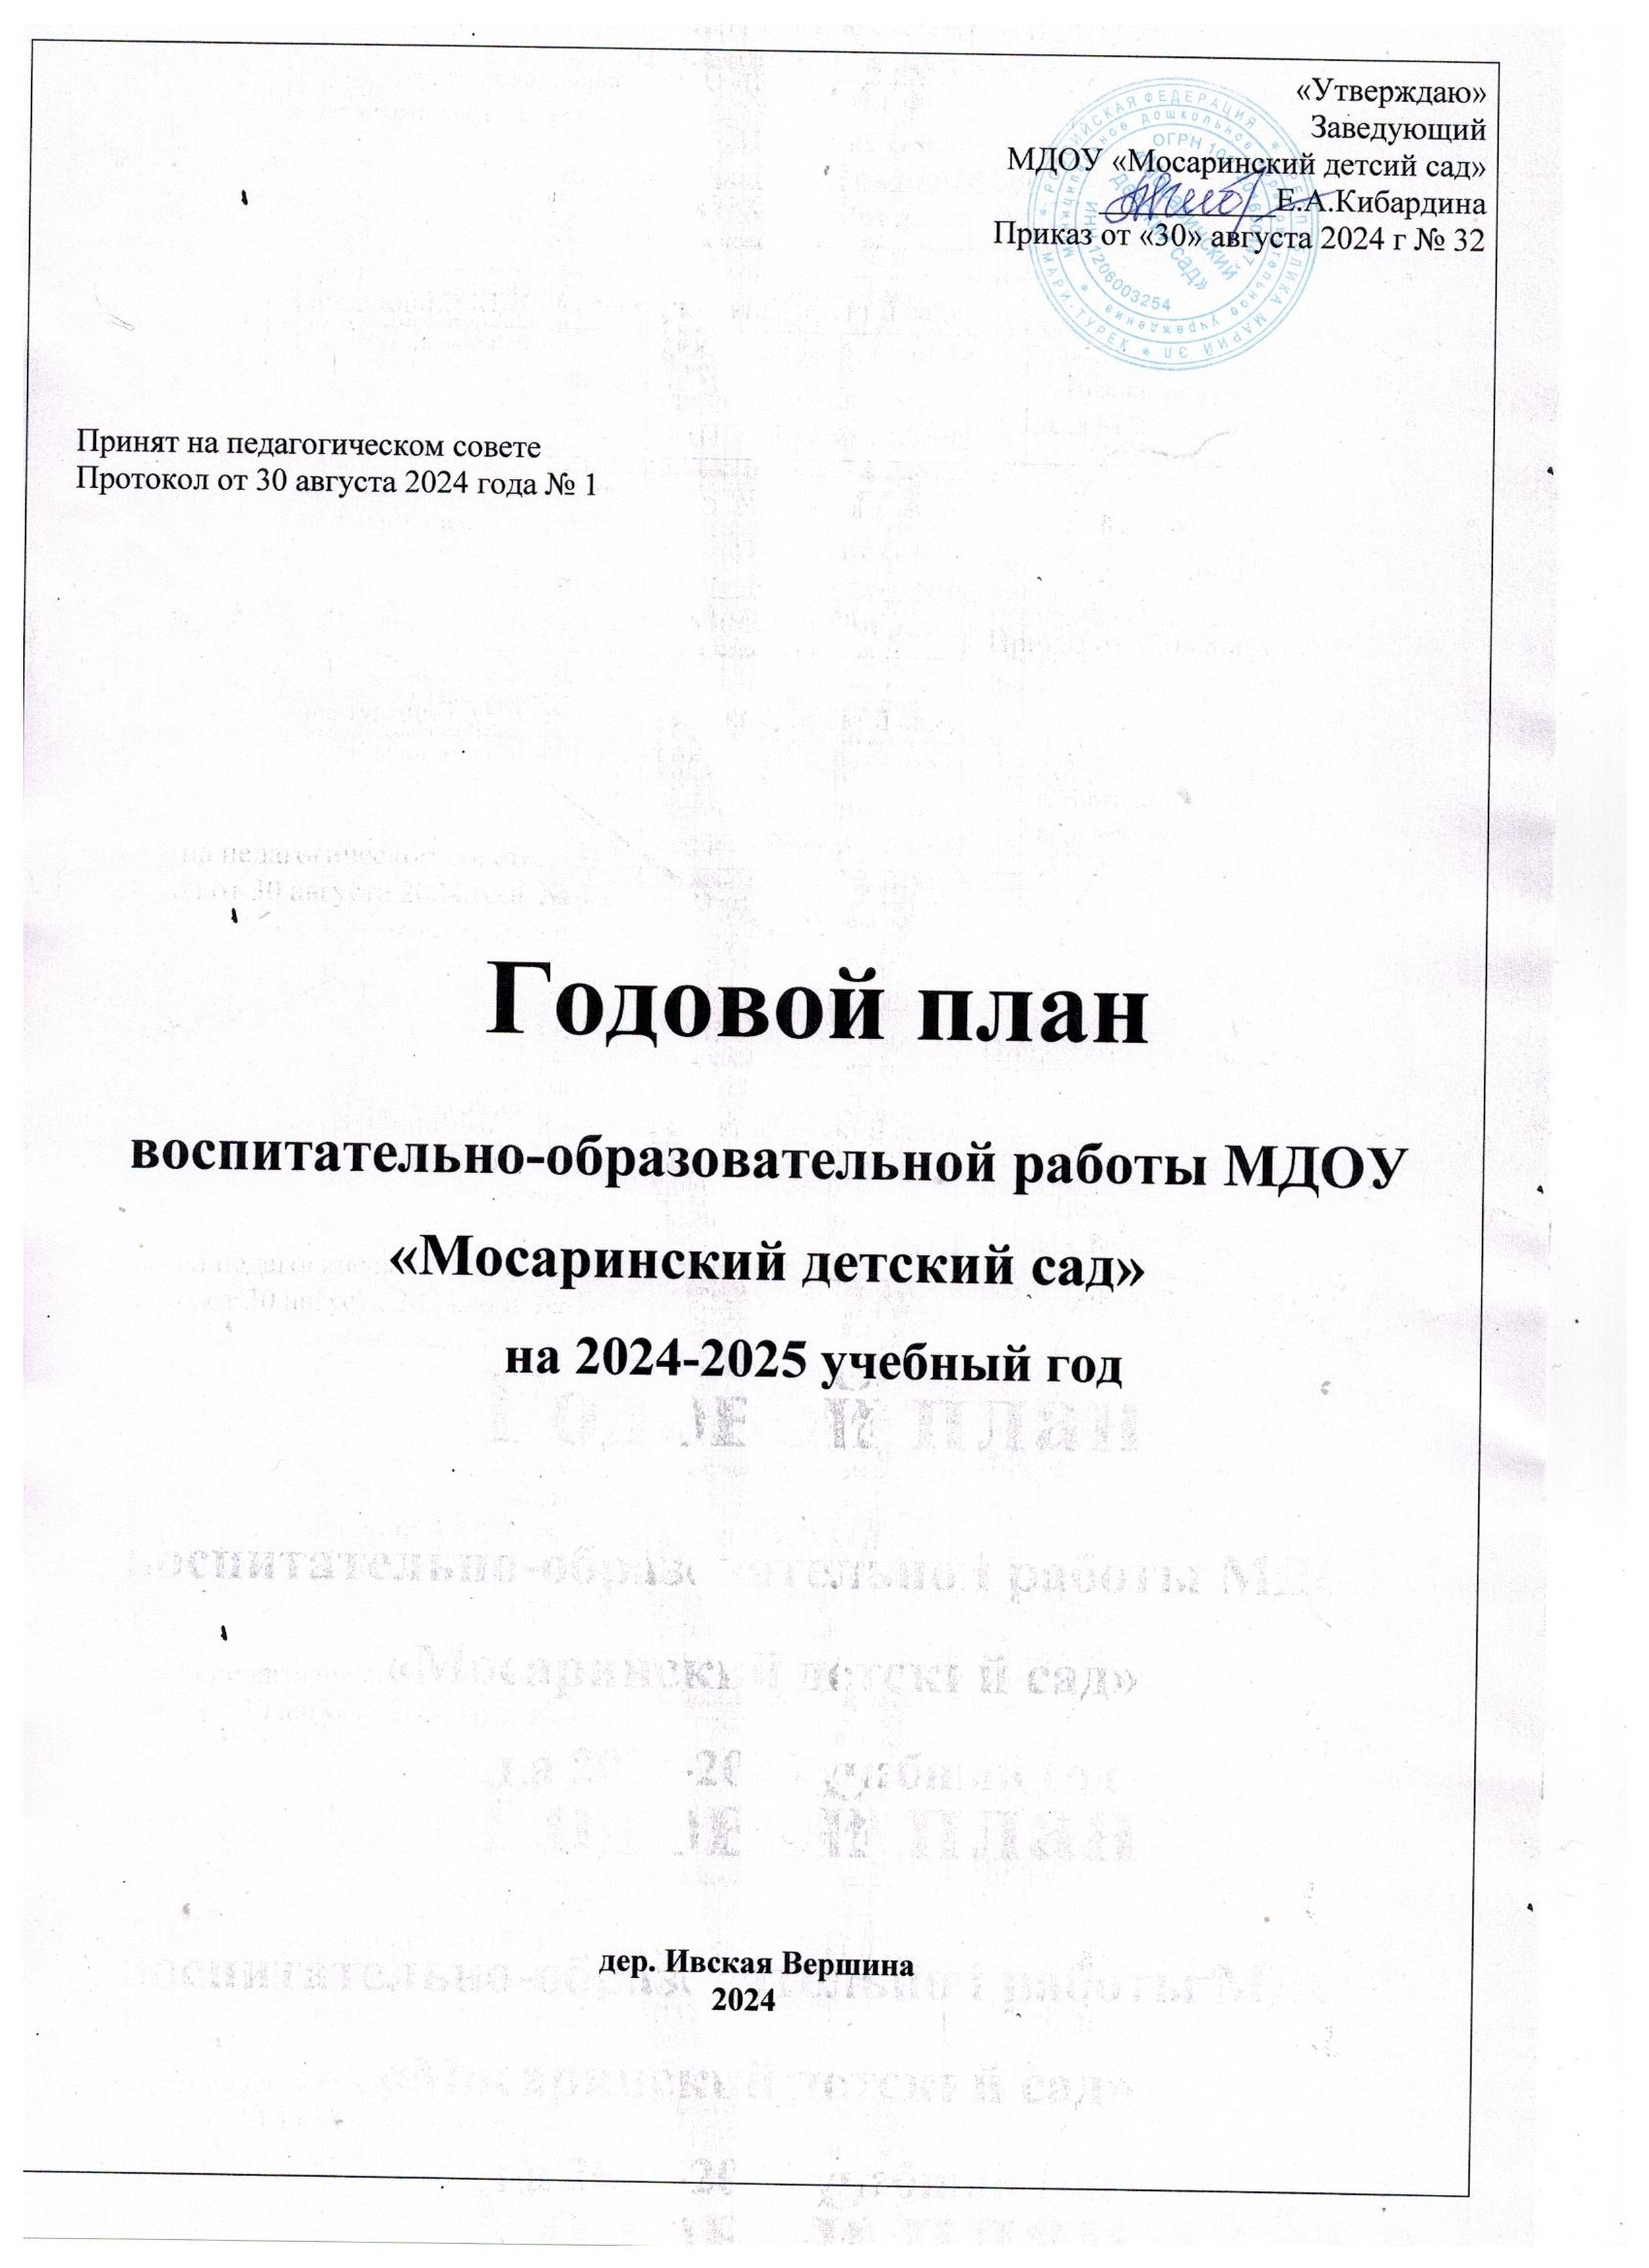 «Утверждаю»
Заведующий
МДОУ «Мосаринский детсий сад»
Е.А.Кибардина
Приказ от «30» августа 2024 г № 32
Принят на педагогическом совете
Протокол от 30 августа 2024 года № 1
Годовой план
воспитательно-образовательной работы МДОУ
«Мосаринский детский сад»
на 2024-2025 учебный год
дер. Ивская Вершина
2024